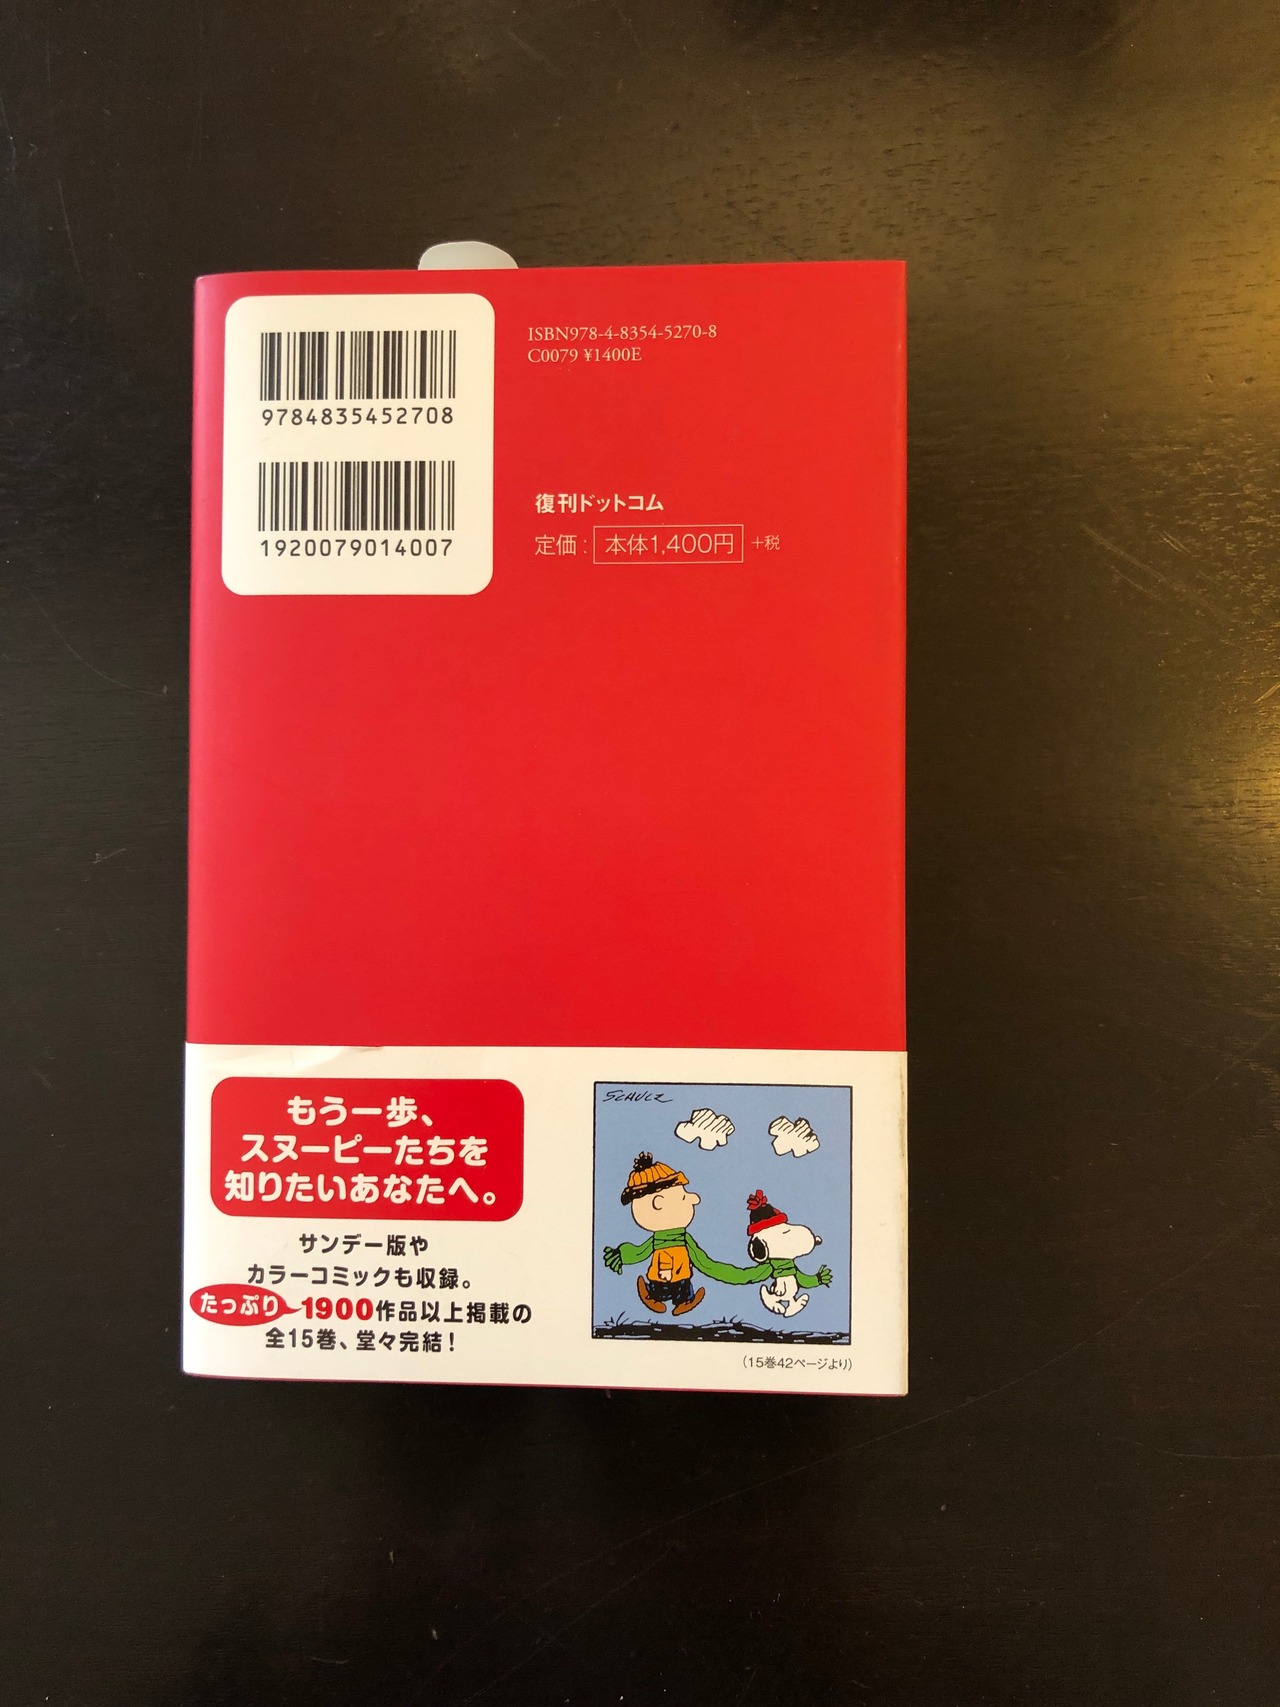 9784835452708
1920079014007
ISBN978-4-8354-5270-8
C0079 ¥1400E
復刊ドットコム
定価: 本体1,400円 +税
もう一歩、
スヌーピーたちを
知りたいあなたへ。
サンデー版や
カラーコミックも収録。
たっぷり 1900作品以上掲載の
全15巻、堂々完結!
SCHULZ
(15巻42ページより)